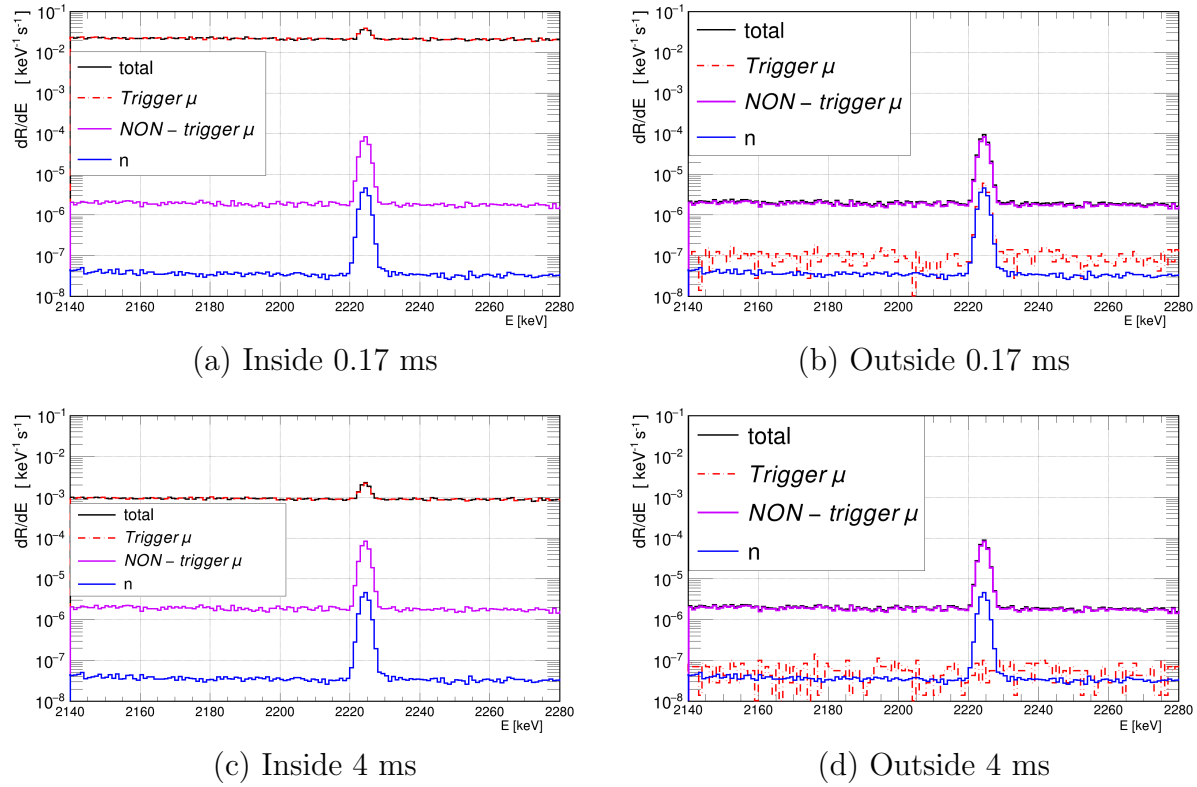 dR/dE [ keV⁻¹ s⁻¹]
10⁻¹
10⁻²
10⁻³
10⁻⁴
10⁻⁵
10⁻⁶
10⁻⁷
10⁻⁸
total
Trigger μ
NON − trigger μ
n
2140 2160 2180 2200 2220 2240 2260 2280
E [keV]
(a) Inside 0.17 ms
dR/dE [ keV⁻¹ s⁻¹]
10⁻¹
10⁻²
10⁻³
10⁻⁴
10⁻⁵
10⁻⁶
10⁻⁷
10⁻⁸
total
Trigger μ
NON − trigger μ
n
2140 2160 2180 2200 2220 2240 2260 2280
E [keV]
(b) Outside 0.17 ms
dR/dE [ keV⁻¹ s⁻¹]
10⁻¹
10⁻²
10⁻³
10⁻⁴
10⁻⁵
10⁻⁶
10⁻⁷
10⁻⁸
total
Trigger μ
NON − trigger μ
n
2140 2160 2180 2200 2220 2240 2260 2280
E [keV]
(c) Inside 4 ms
dR/dE [ keV⁻¹ s⁻¹]
10⁻¹
10⁻²
10⁻³
10⁻⁴
10⁻⁵
10⁻⁶
10⁻⁷
10⁻⁸
total
Trigger μ
NON − trigger μ
n
2140 2160 2180 2200 2220 2240 2260 2280
E [keV]
(d) Outside 4 ms